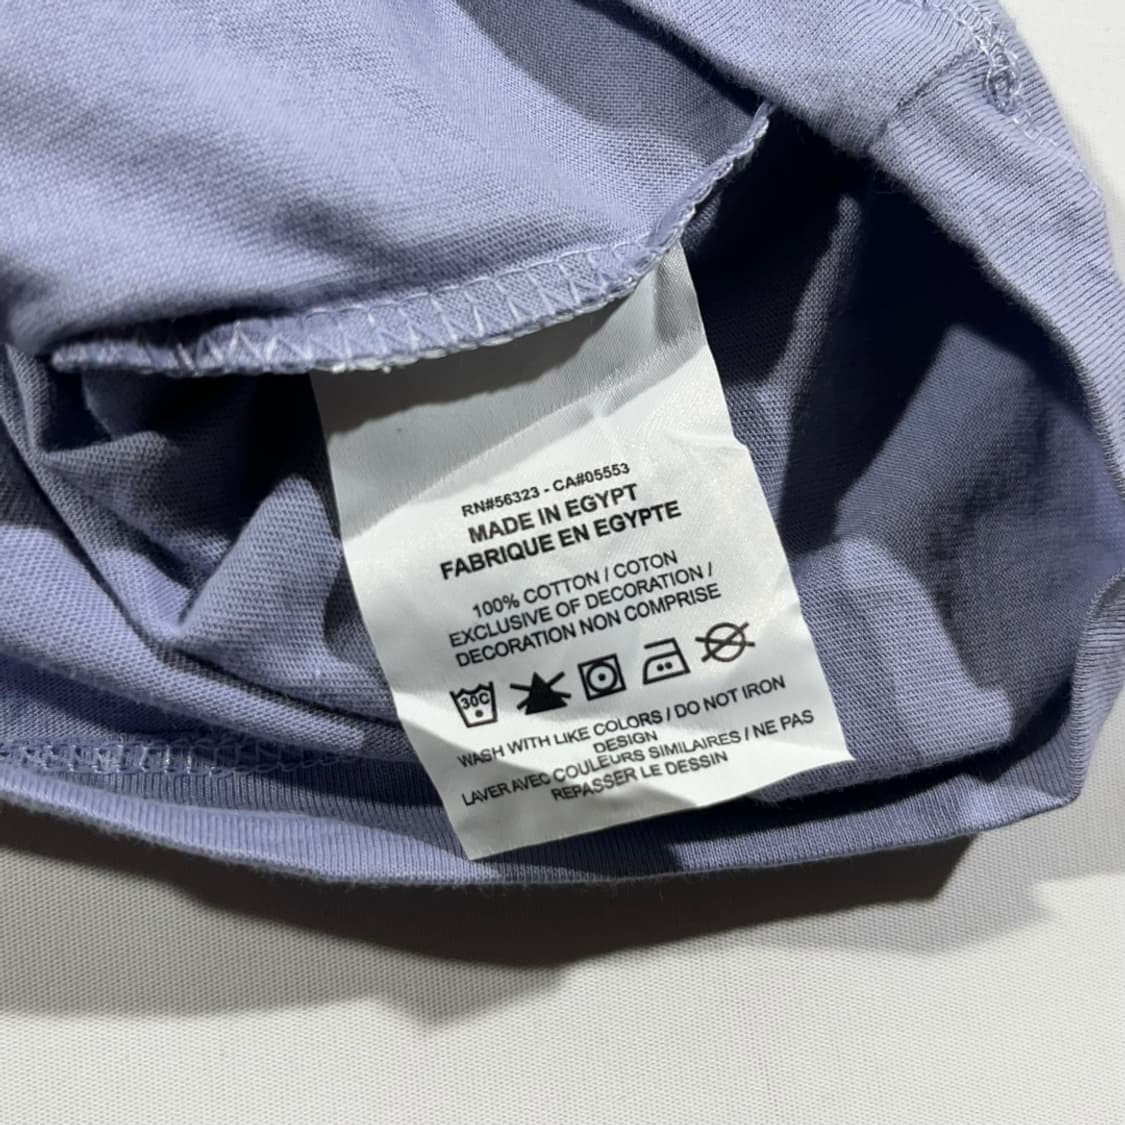 RN#56323 - CA#05553
MADE IN EGYPT
FABRIQUE EN EGYPTE
100% COTTON / COTON
EXCLUSIVE OF DECORATION /
DECORATION NON COMPRISE
30C
WASH WITH LIKE COLORS / DO NOT IRON
DESIGN
LAVER AVEC COULEURS SIMILAIRES / NE PAS
REPASSER LE DESSIN